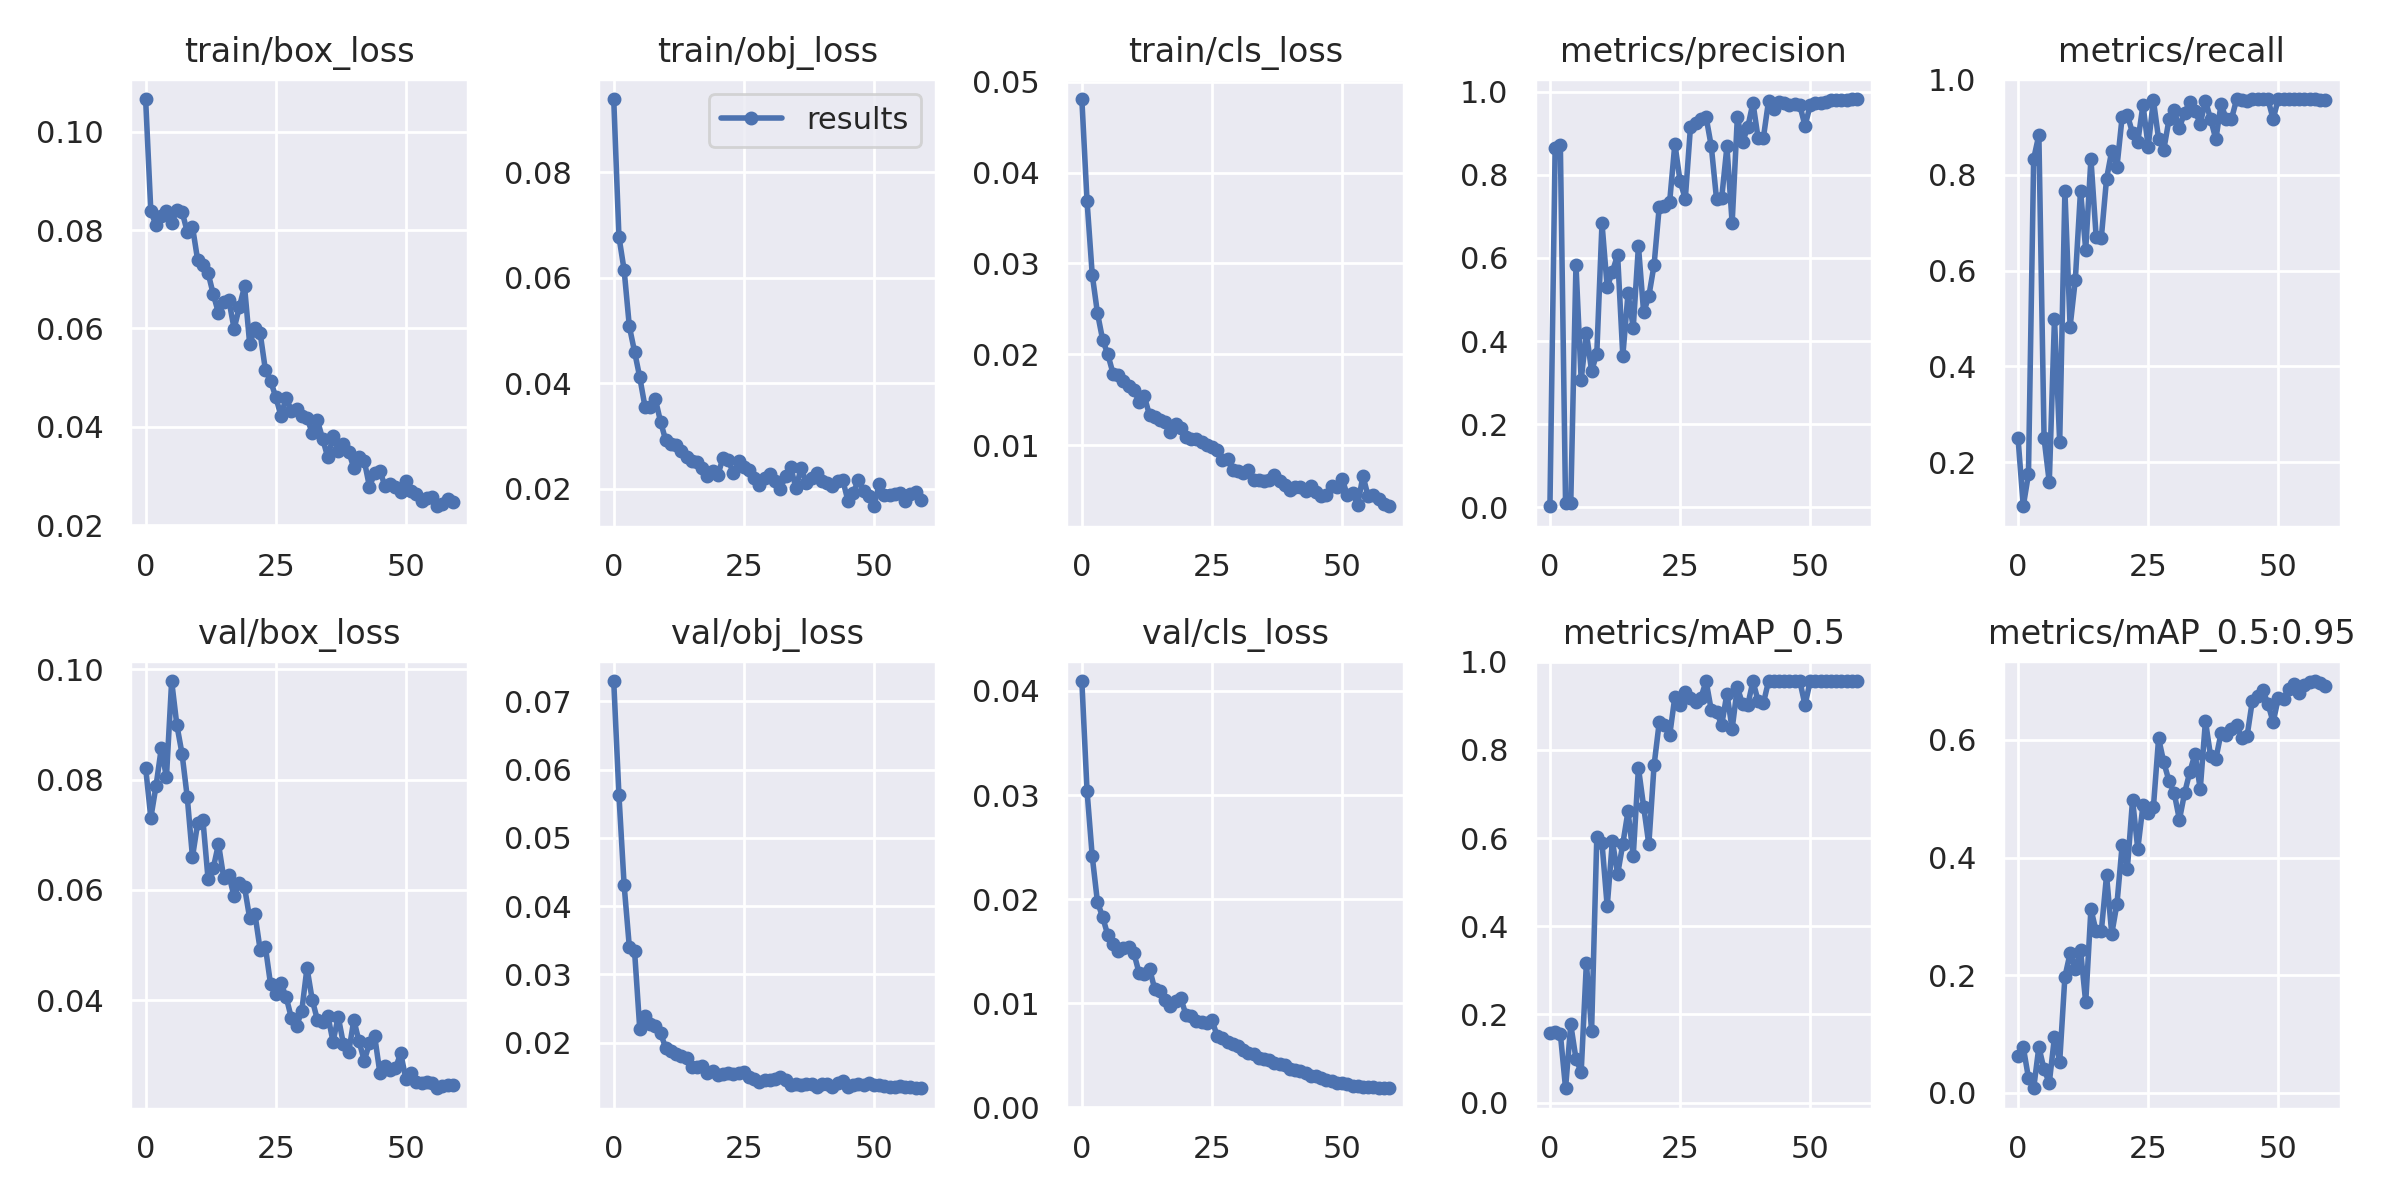 train/box_loss
0.10
0.08
0.06
0.04
0.02
0 25 50
train/obj_loss
results
0.08
0.06
0.04
0.02
0 25 50
train/cls_loss
0.05
0.04
0.03
0.02
0.01
0 25 50
metrics/precision
1.0
0.8
0.6
0.4
0.2
0.0
0 25 50
metrics/recall
1.0
0.8
0.6
0.4
0.2
0 25 50
val/box_loss
0.10
0.08
0.06
0.04
0 25 50
val/obj_loss
0.07
0.06
0.05
0.04
0.03
0.02
0 25 50
val/cls_loss
0.04
0.03
0.02
0.01
0.00
0 25 50
metrics/mAP_0.5
1.0
0.8
0.6
0.4
0.2
0.0
0 25 50
metrics/mAP_0.5:0.95
0.6
0.4
0.2
0.0
0 25 50